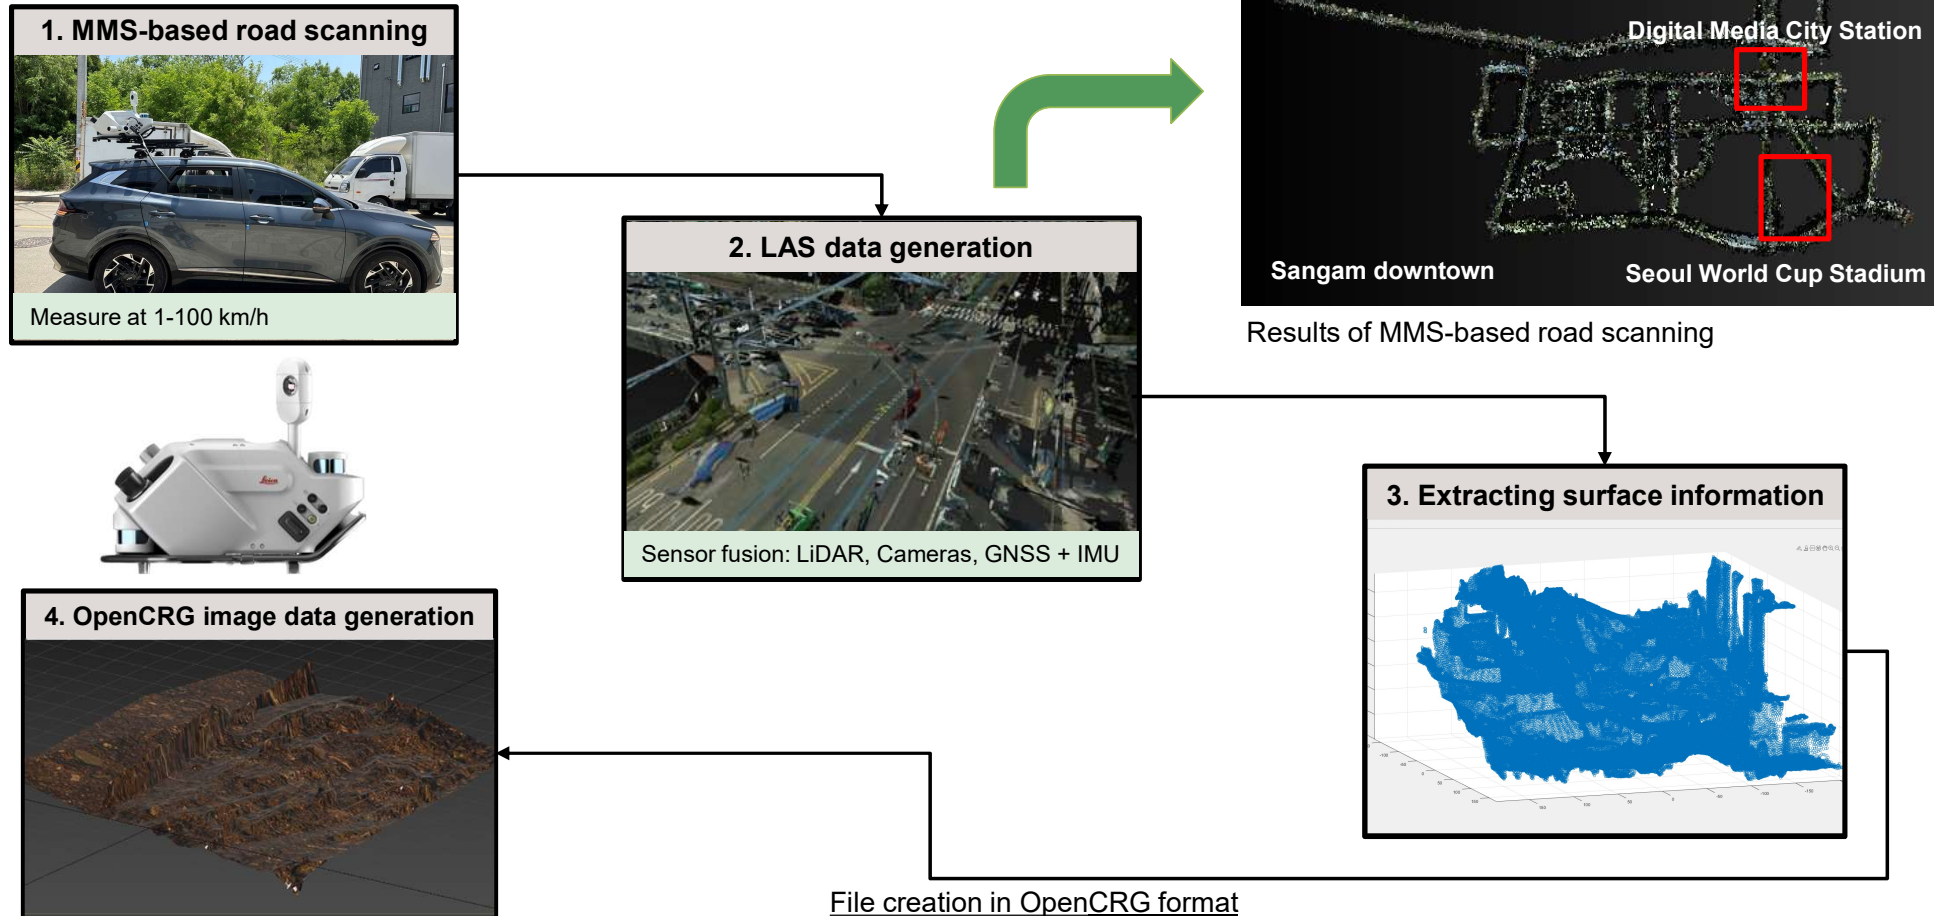 1. MMS-based road scanning
Measure at 1-100 km/h
Leica
2. LAS data generation
Sensor fusion: LiDAR, Cameras, GNSS + IMU
Digital Media City Station
Sangam downtown
Seoul World Cup Stadium
Results of MMS-based road scanning
3. Extracting surface information
4. OpenCRG image data generation
File creation in OpenCRG format